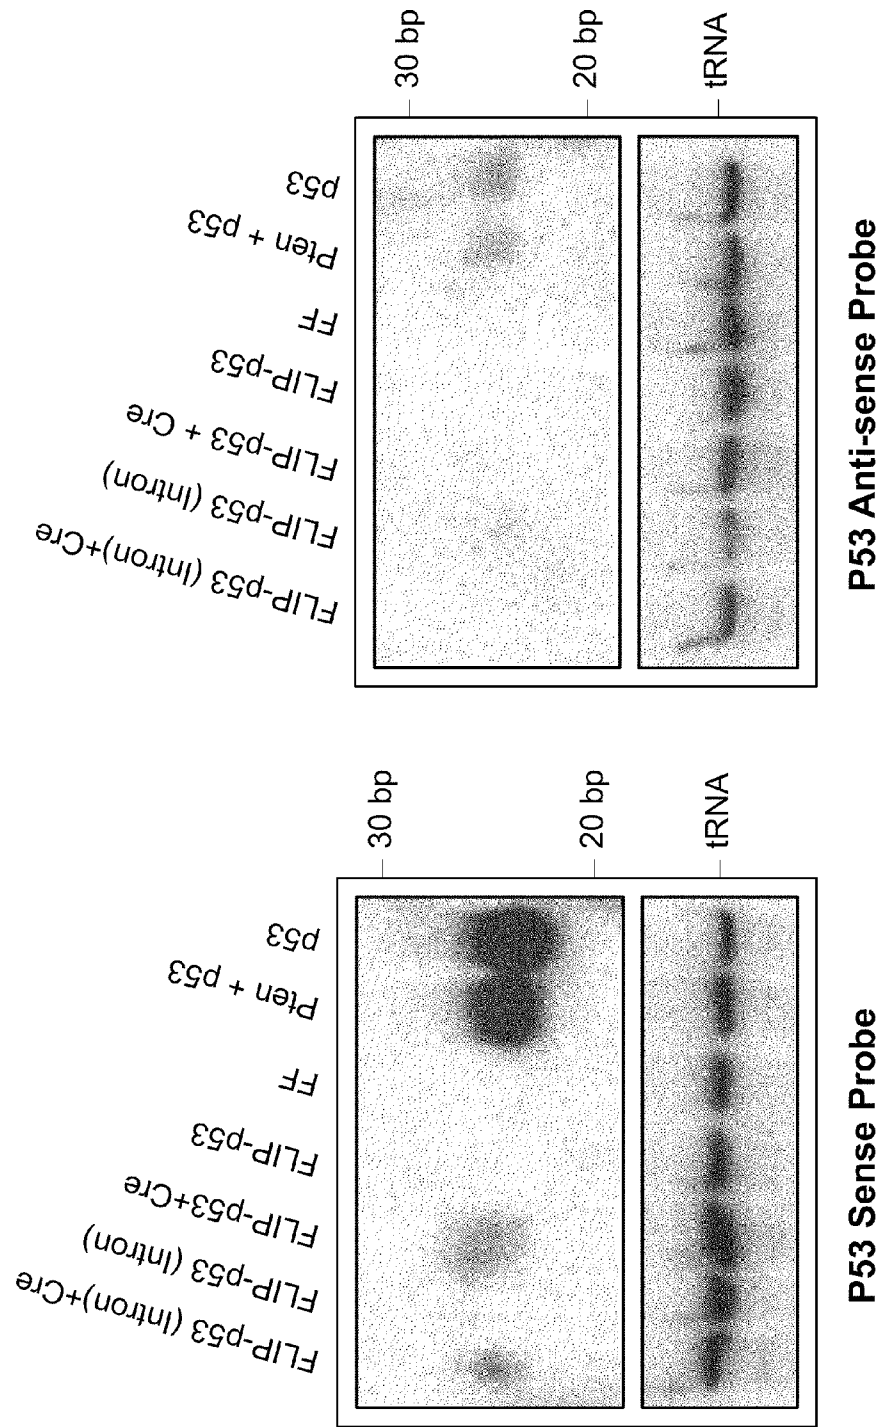 p53
Pten + p53
FF
FLIP-p53
FLIP-p53 + Cre
FLIP-p53 (Intron)
FLIP-p53 (Intron)+Cre
30 bp
20 bp
tRNA
P53 Anti-sense Probe
p53
Pten + p53
FF
FLIP-p53
FLIP-p53+Cre
FLIP-p53 (Intron)
FLIP-p53 (Intron)+Cre
30 bp
20 bp
tRNA
P53 Sense Probe